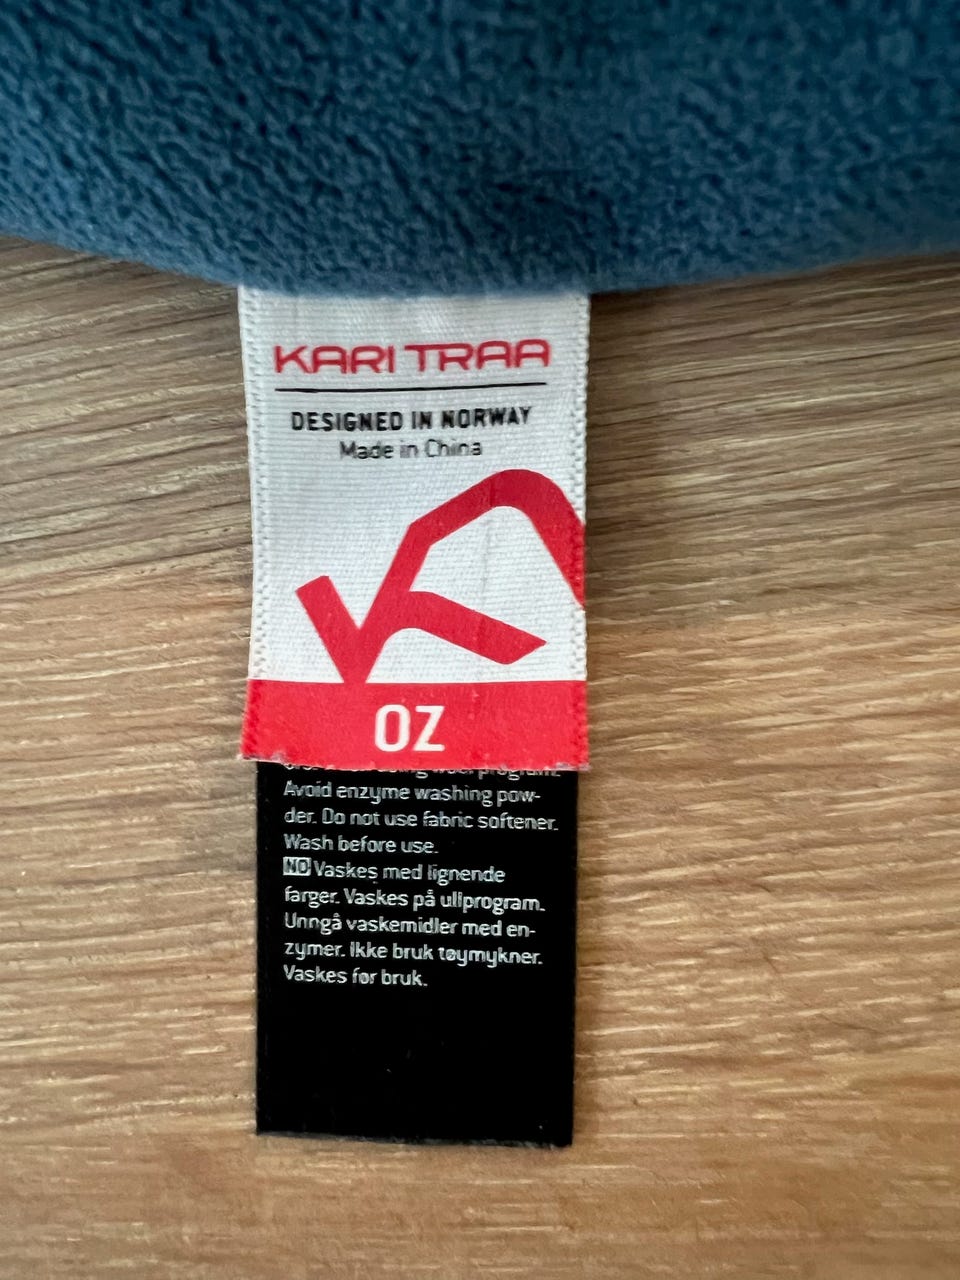 KARI TRAA
DESIGNED IN NORWAY
Made in China
OZ
program.
Avoid enzyme washing pow-
der. Do not use fabric softener.
Wash before use.
NO Vaskes med lignende
farger. Vaskes på ullprogram.
Unngå vaskemidler med en-
zymer. Ikke bruk tøymykner.
Vaskes før bruk.